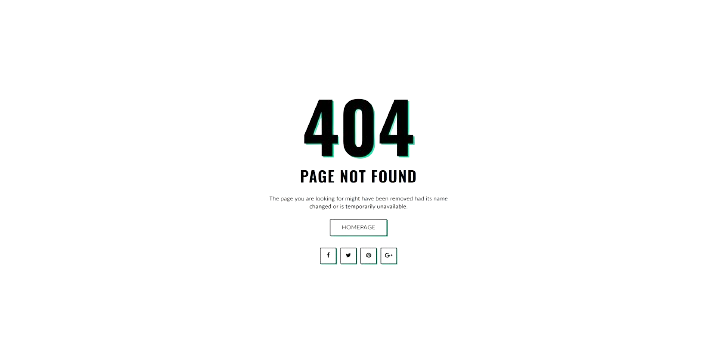 404
PAGE NOT FOUND
The page you are looking for might have been removed had its name
changed or is temporarily unavailable.
HOMEPAGE